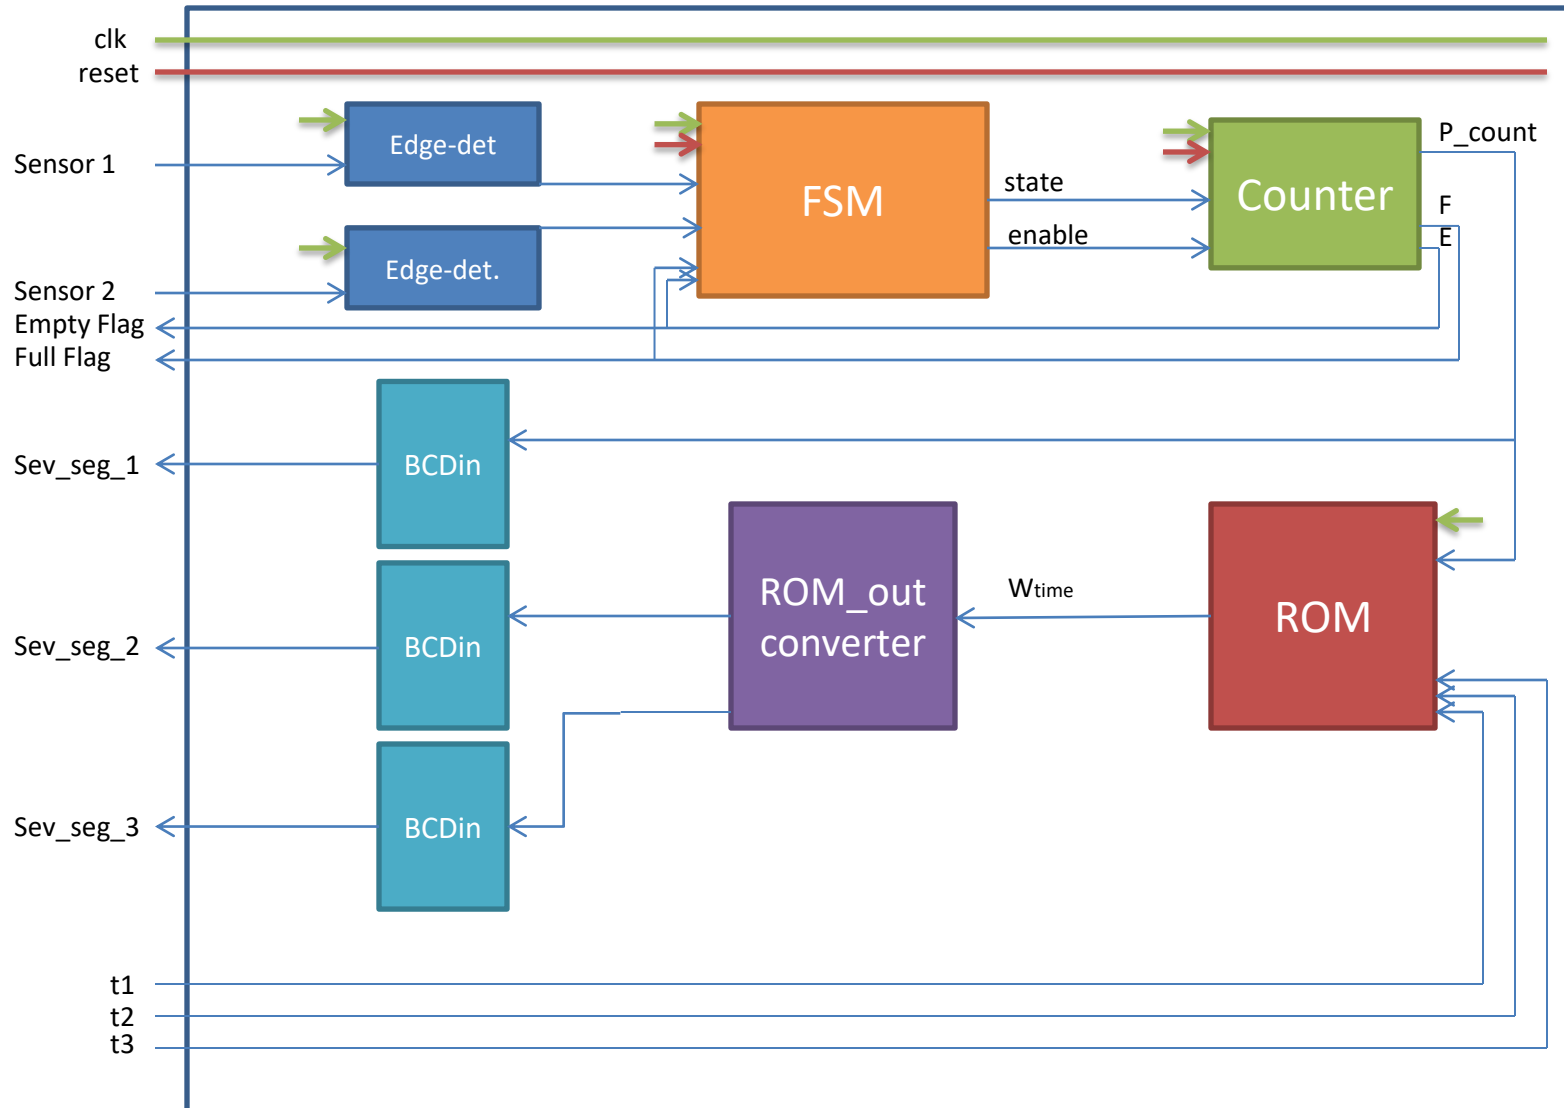 clk
reset
Edge-det
Sensor 1
FSM
state
enable
Counter
P_count
F
E
Edge-det.
Sensor 2
Empty Flag
Full Flag
BCDin
Sev_seg_1
ROM_out
converter
Wtime
ROM
BCDin
Sev_seg_2
BCDin
Sev_seg_3
t1
t2
t3